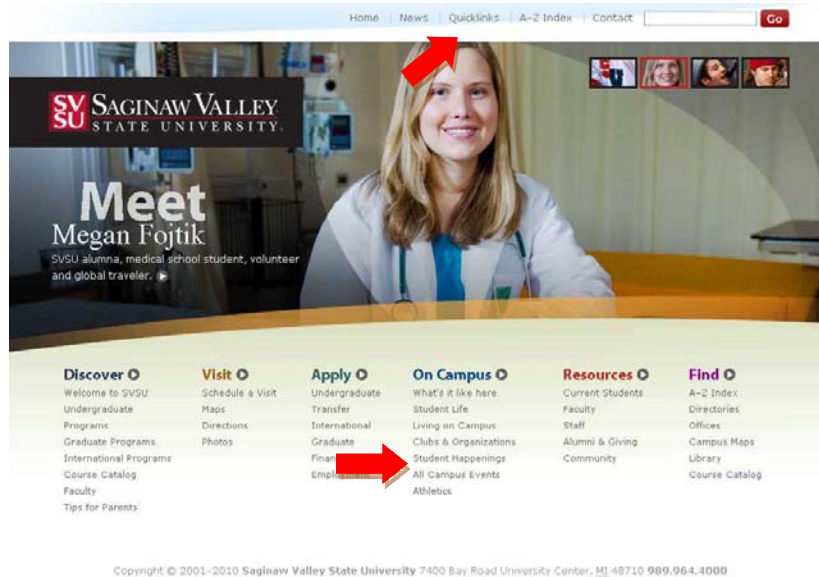 Home News Quicklinks A-Z Index Contact Go
SVSU SAGINAW VALLEY
STATE UNIVERSITY.
Meet
Megan Fojtik
SVSU alumna, medical school student, volunteer
and global traveler.
Discover Visit Apply On Campus Resources Find
Welcome to SVSU Schedule a Visit Undergraduate What's it like here Current Students A-Z Index
Undergraduate Maps Transfer Student Life Faculty Directories
Programs Directions International Living on Campus Staff Offices
Graduate Programs Photos Graduate Clubs & Organizations Alumni & Giving Campus Maps
International Programs Student Happenings Community Library
Course Catalog All Campus Events Course Catalog
Faculty Athletics
Tips for Parents
Copyright © 2001-2010 Saginaw Valley State University 7400 Bay Road University Center, MI 48710 989.964.4000